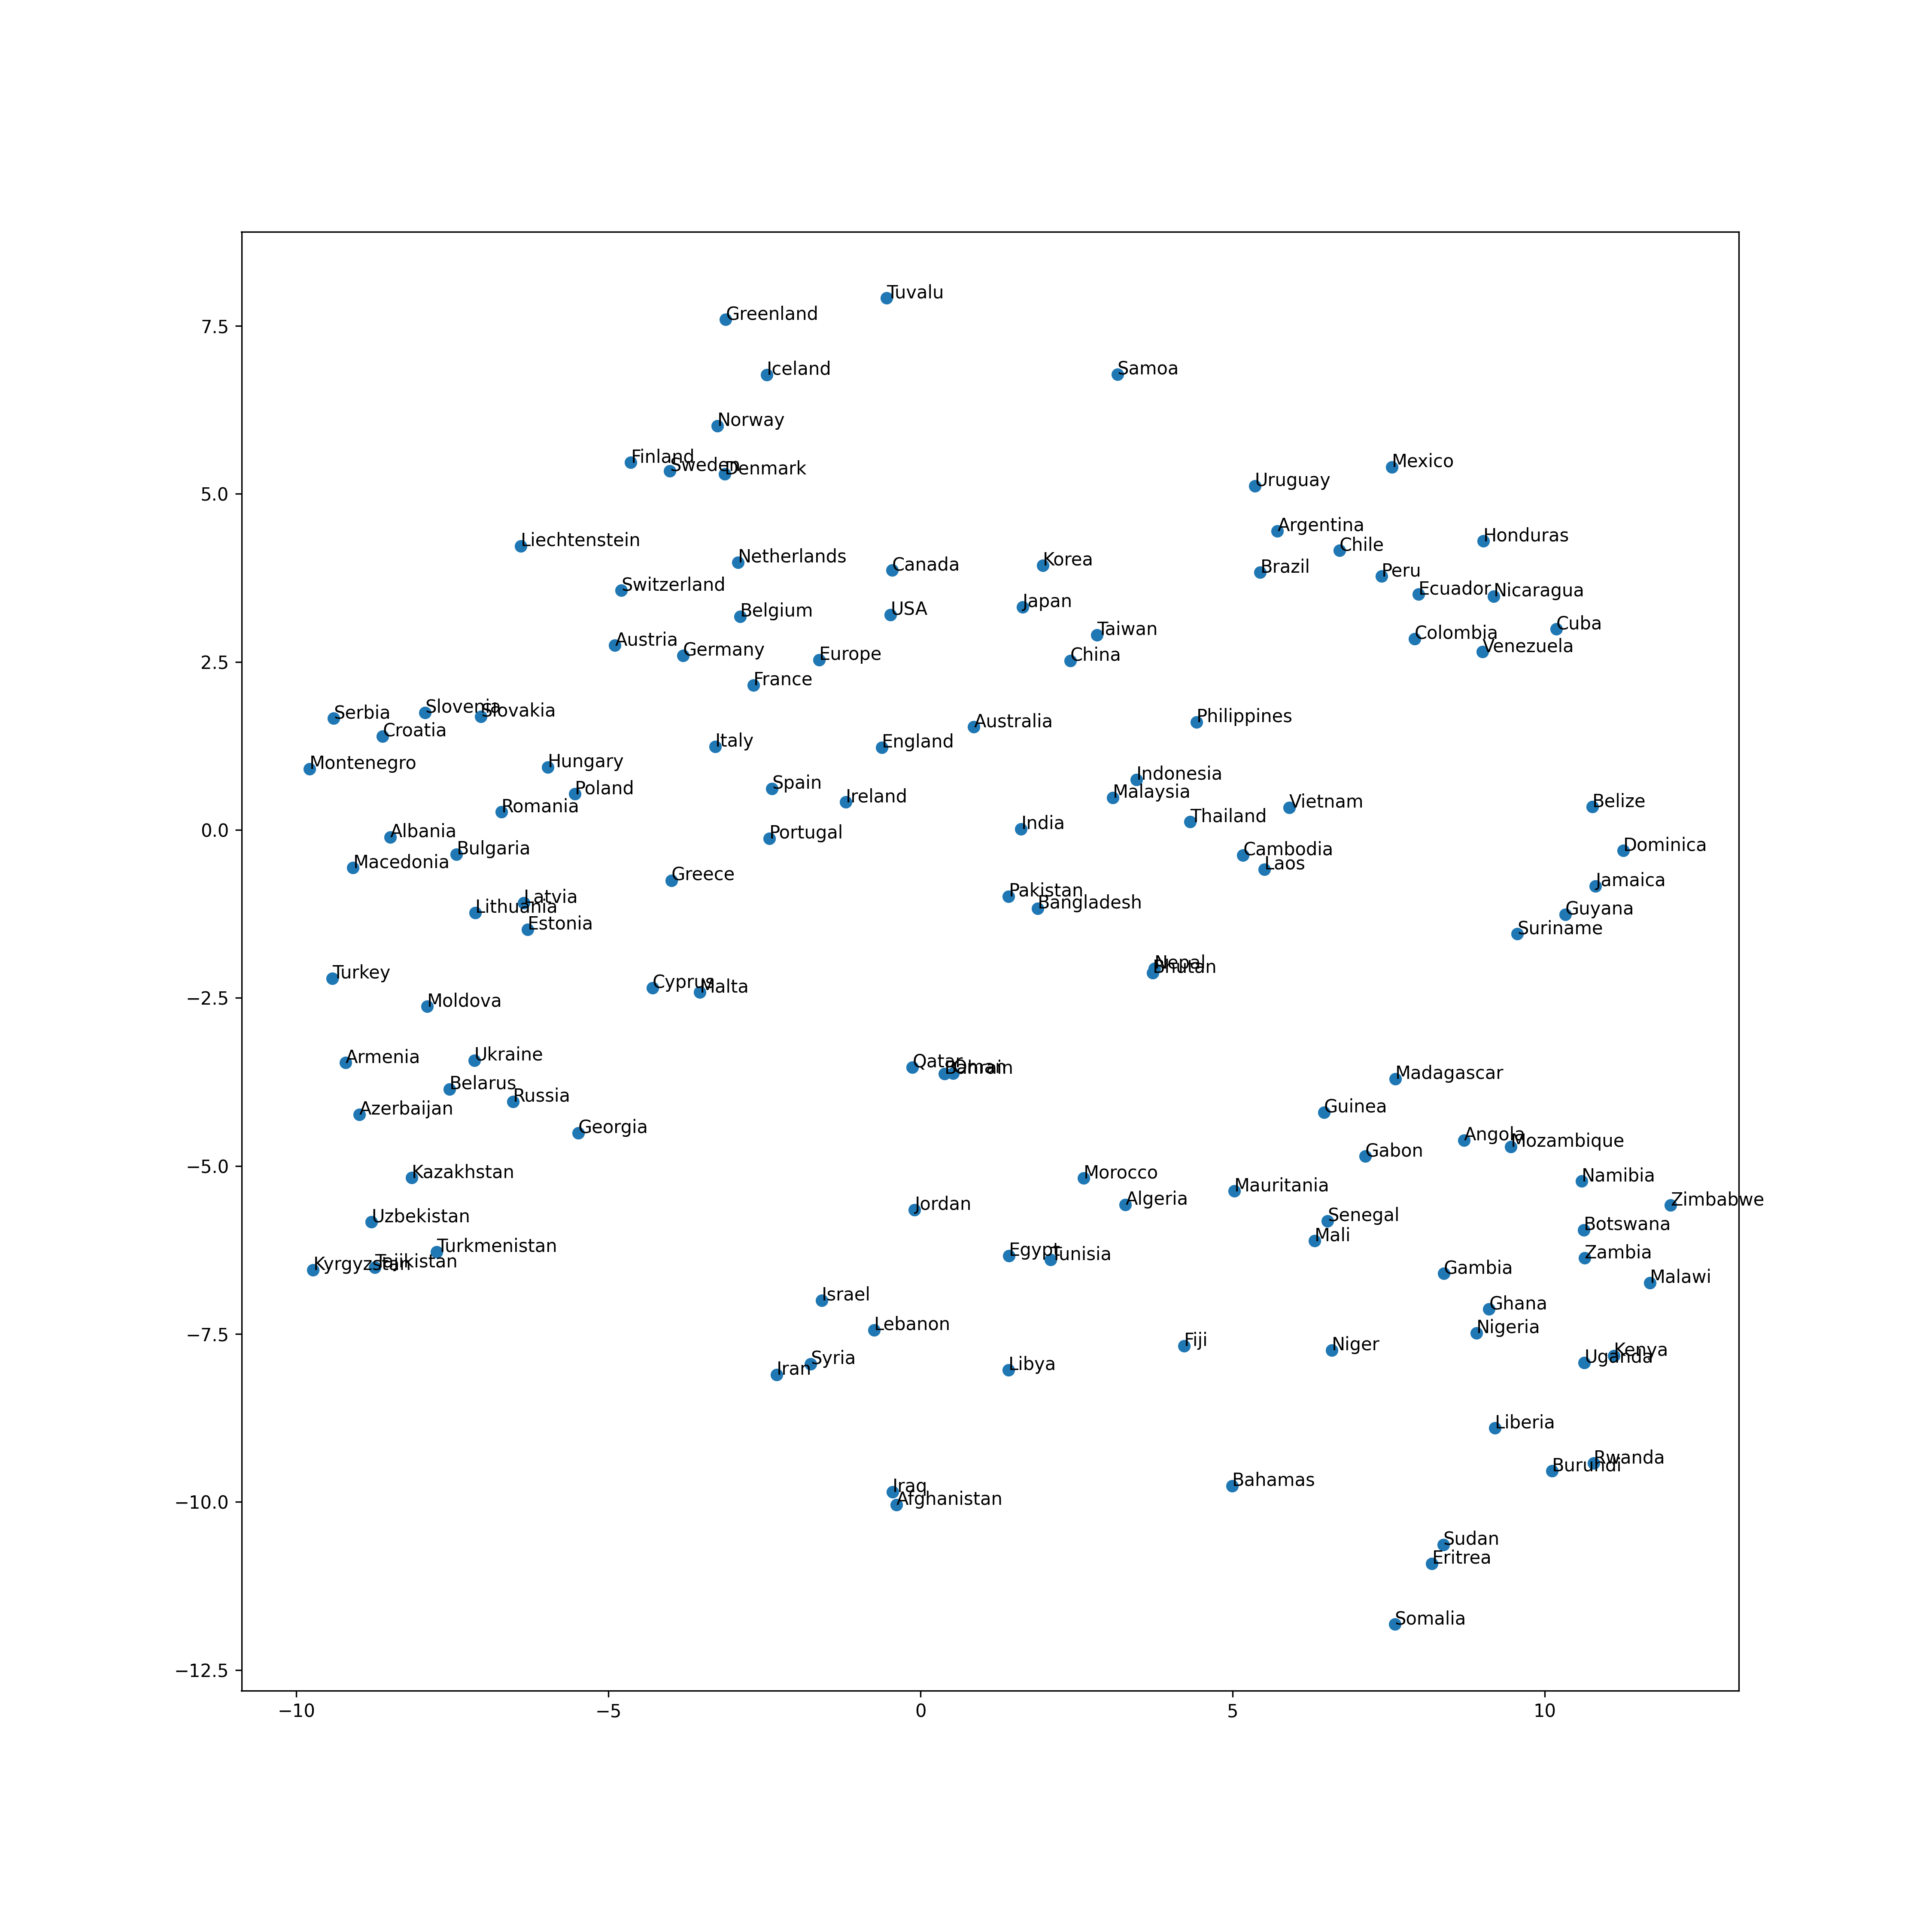 Tuvalu
Greenland
7.5
Iceland
Samoa
Norway
Finland
Sweden
Denmark
Mexico
Uruguay
5.0
Argentina
Honduras
Chile
Liechtenstein
Netherlands
Canada
Korea
Brazil
Peru
Switzerland
Ecuador
Nicaragua
Belgium
USA
Japan
Taiwan
Cuba
Colombia
Austria
Germany
Europe
China
Venezuela
2.5
France
Serbia
Slovenia
Slovakia
Philippines
Croatia
Australia
Italy
England
Montenegro
Hungary
Indonesia
Poland
Spain
Malaysia
Romania
Ireland
Vietnam
Belize
Thailand
0.0
Albania
Portugal
India
Bulgaria
Cambodia
Dominica
Macedonia
Laos
Greece
Jamaica
Latvia
Pakistan
Lithuania
Bangladesh
Guyana
Estonia
Suriname
Nepal
Bhutan
Turkey
Cyprus
Malta
−2.5
Moldova
Armenia
Ukraine
Qatar
Oman
Bahrain
Madagascar
Belarus
Russia
Azerbaijan
Guinea
Georgia
Angola
Mozambique
Gabon
−5.0
Kazakhstan
Morocco
Namibia
Mauritania
Algeria
Zimbabwe
Jordan
Uzbekistan
Senegal
Botswana
Mali
Turkmenistan
Egypt
Tunisia
Zambia
Kyrgyzstan
Tajikistan
Gambia
Malawi
Israel
Ghana
Lebanon
Nigeria
−7.5
Fiji
Niger
Syria
Kenya
Uganda
Iran
Libya
Liberia
Rwanda
Burundi
Iraq
Bahamas
Afghanistan
−10.0
Sudan
Eritrea
Somalia
−12.5
−10 −5 0 5 10